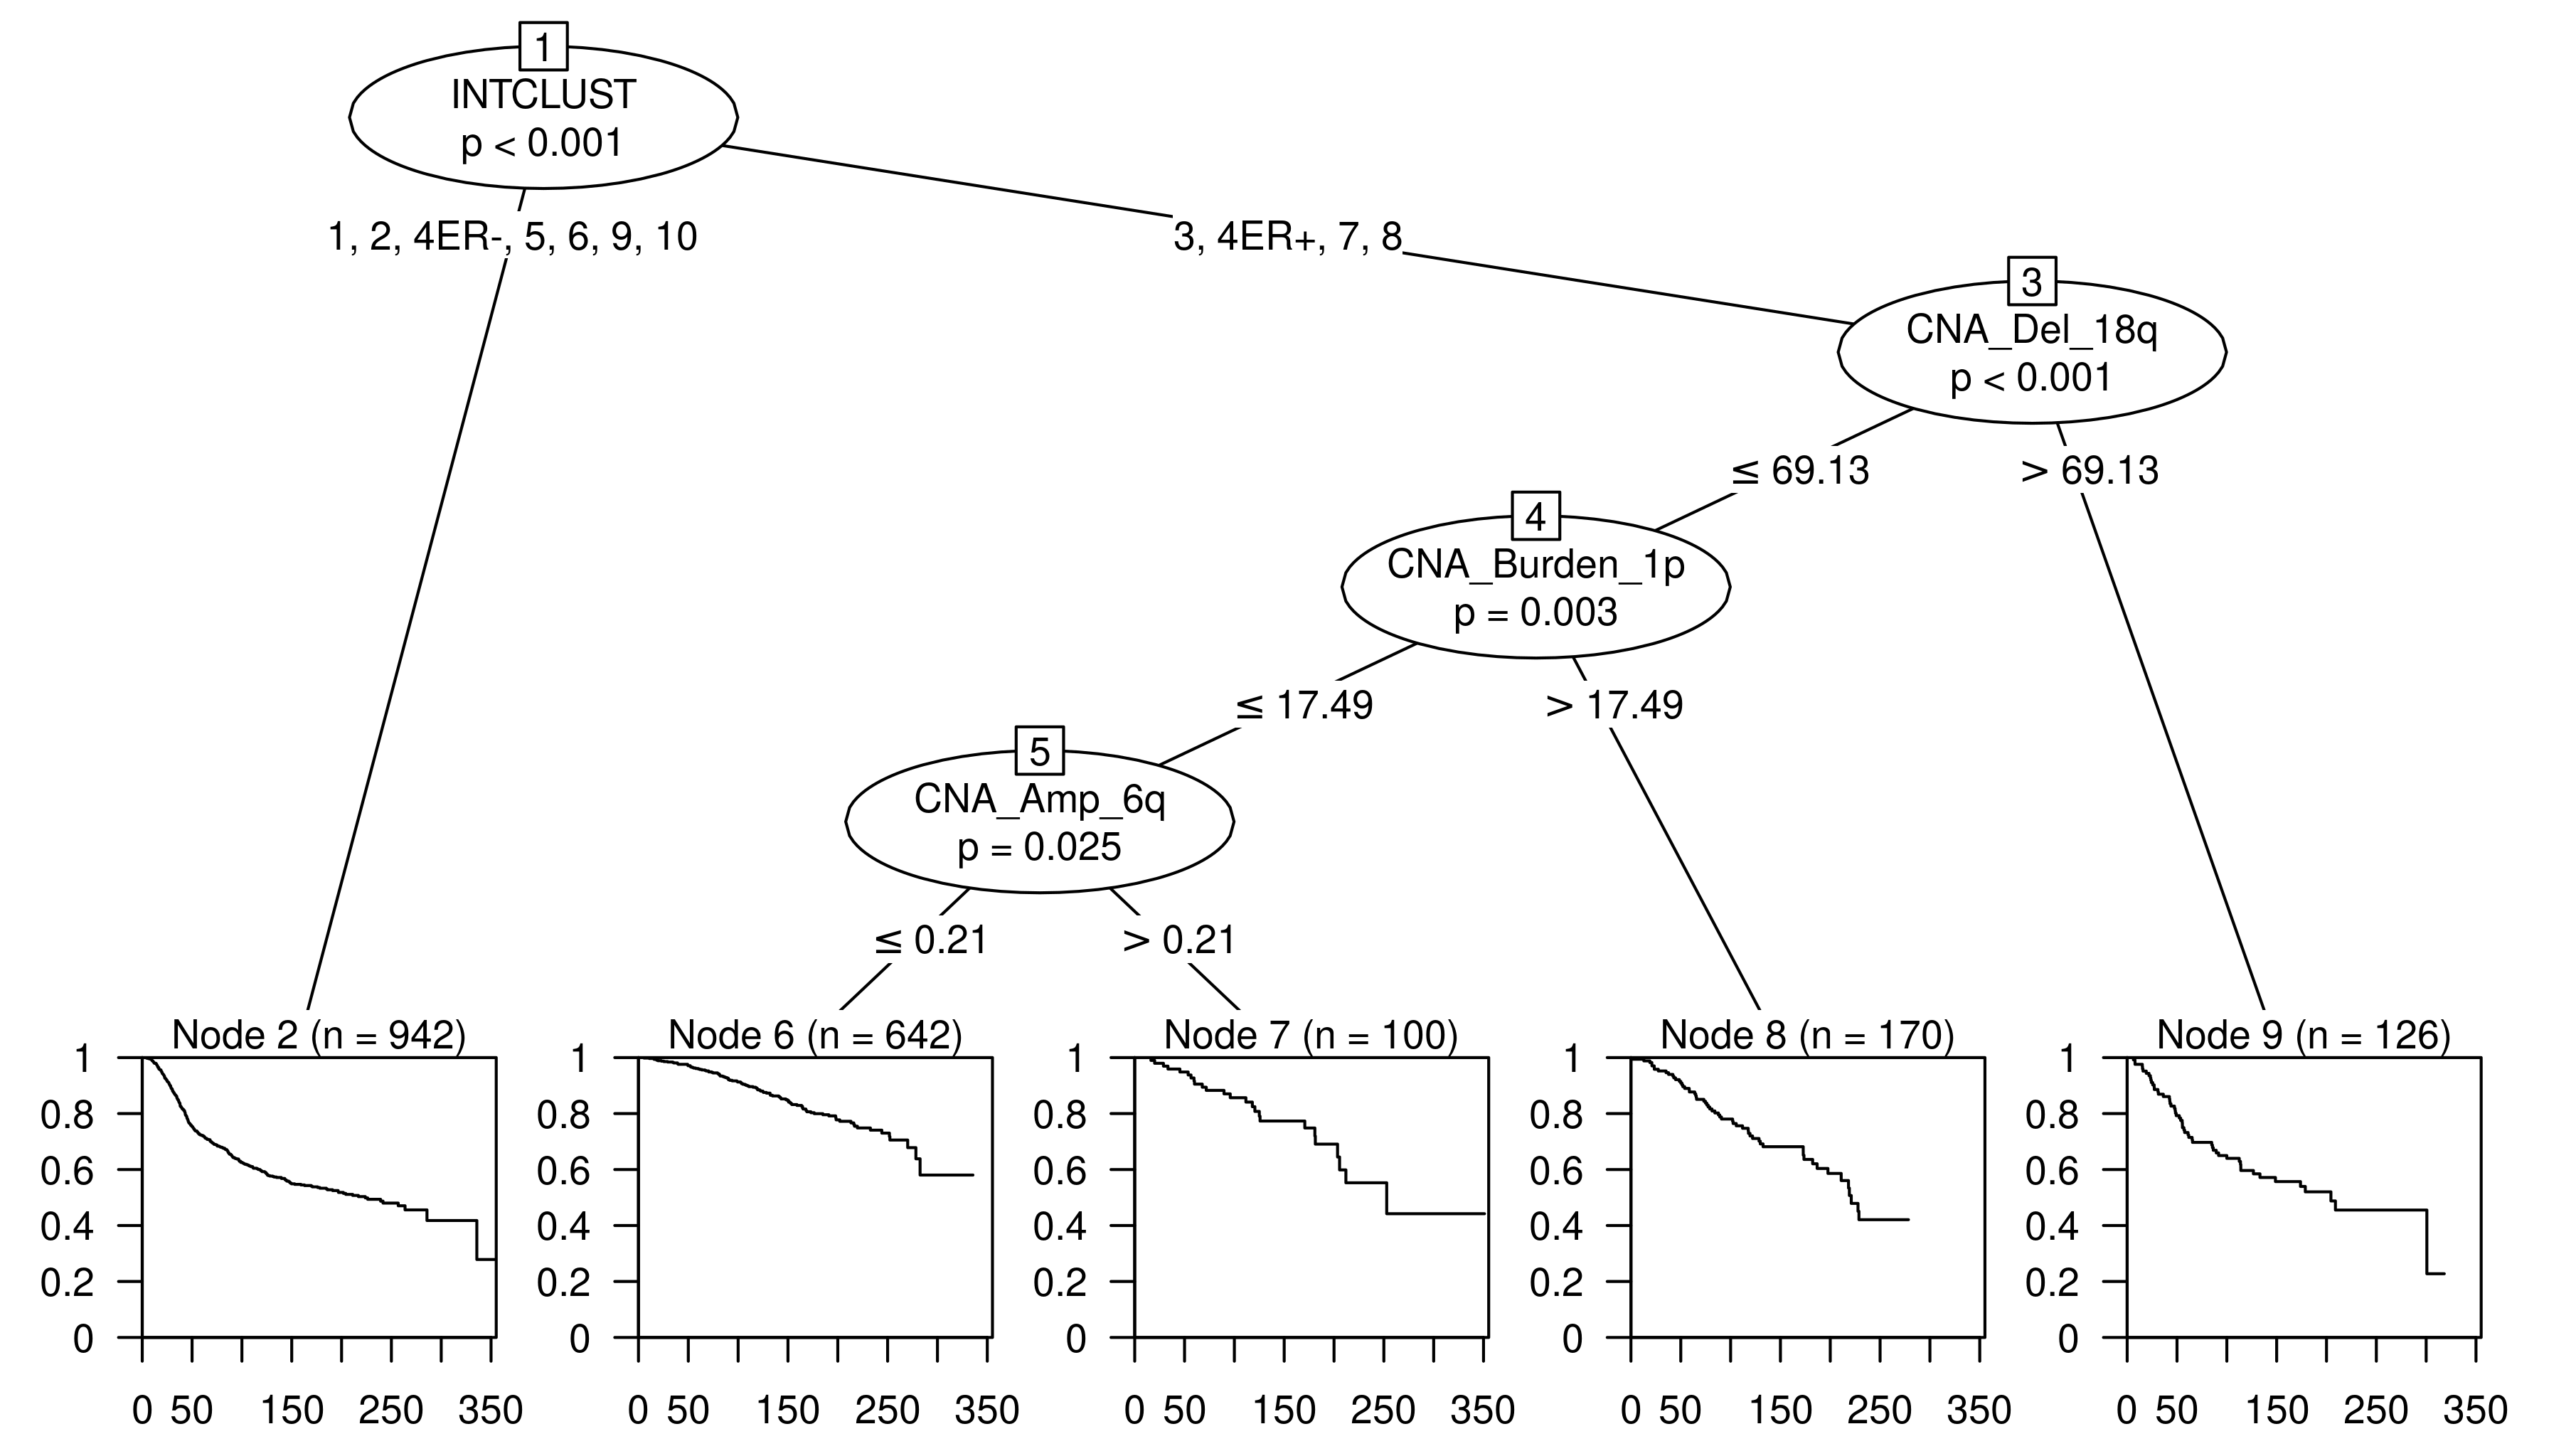 1
INTCLUST
p < 0.001
1, 2, 4ER-, 5, 6, 9, 10
3, 4ER+, 7, 8
3
CNA_Del_18q
p < 0.001
≤ 69.13
> 69.13
4
CNA_Burden_1p
p = 0.003
≤ 17.49
> 17.49
5
CNA_Amp_6q
p = 0.025
≤ 0.21
> 0.21
Node 2 (n = 942)
1
0.8
0.6
0.4
0.2
0
0 50 150 250 350
Node 6 (n = 642)
1
0.8
0.6
0.4
0.2
0
0 50 150 250 350
Node 7 (n = 100)
1
0.8
0.6
0.4
0.2
0
0 50 150 250 350
Node 8 (n = 170)
1
0.8
0.6
0.4
0.2
0
0 50 150 250 350
Node 9 (n = 126)
1
0.8
0.6
0.4
0.2
0
0 50 150 250 350